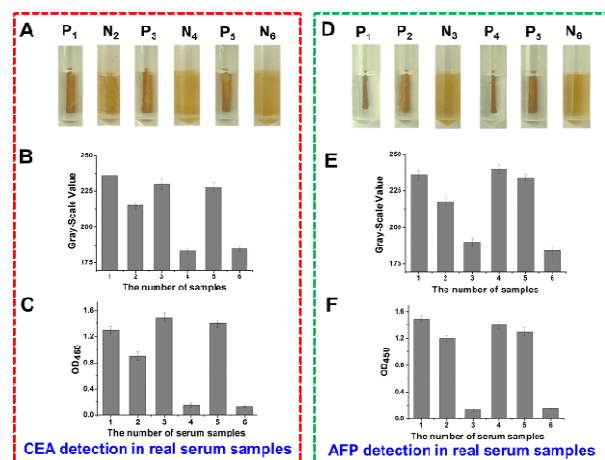 A P1 N2 P3 N4 P5 N6
B
250
225
200
175
Gray-Scale Value
1 2 3 4 5 6
The number of samples
C
1.6
1.2
0.8
0.4
0.0
OD460
1 2 3 4 5 6
The number of serum samples
CEA detection in real serum samples
D P1 P2 N3 P4 P5 N6
E
250
225
200
175
Gray-Scale Value
1 2 3 4 5 6
The number of samples
F
1.6
1.2
0.8
0.4
0.0
OD450
1 2 3 4 5 6
The number of serum samples
AFP detection in real serum samples